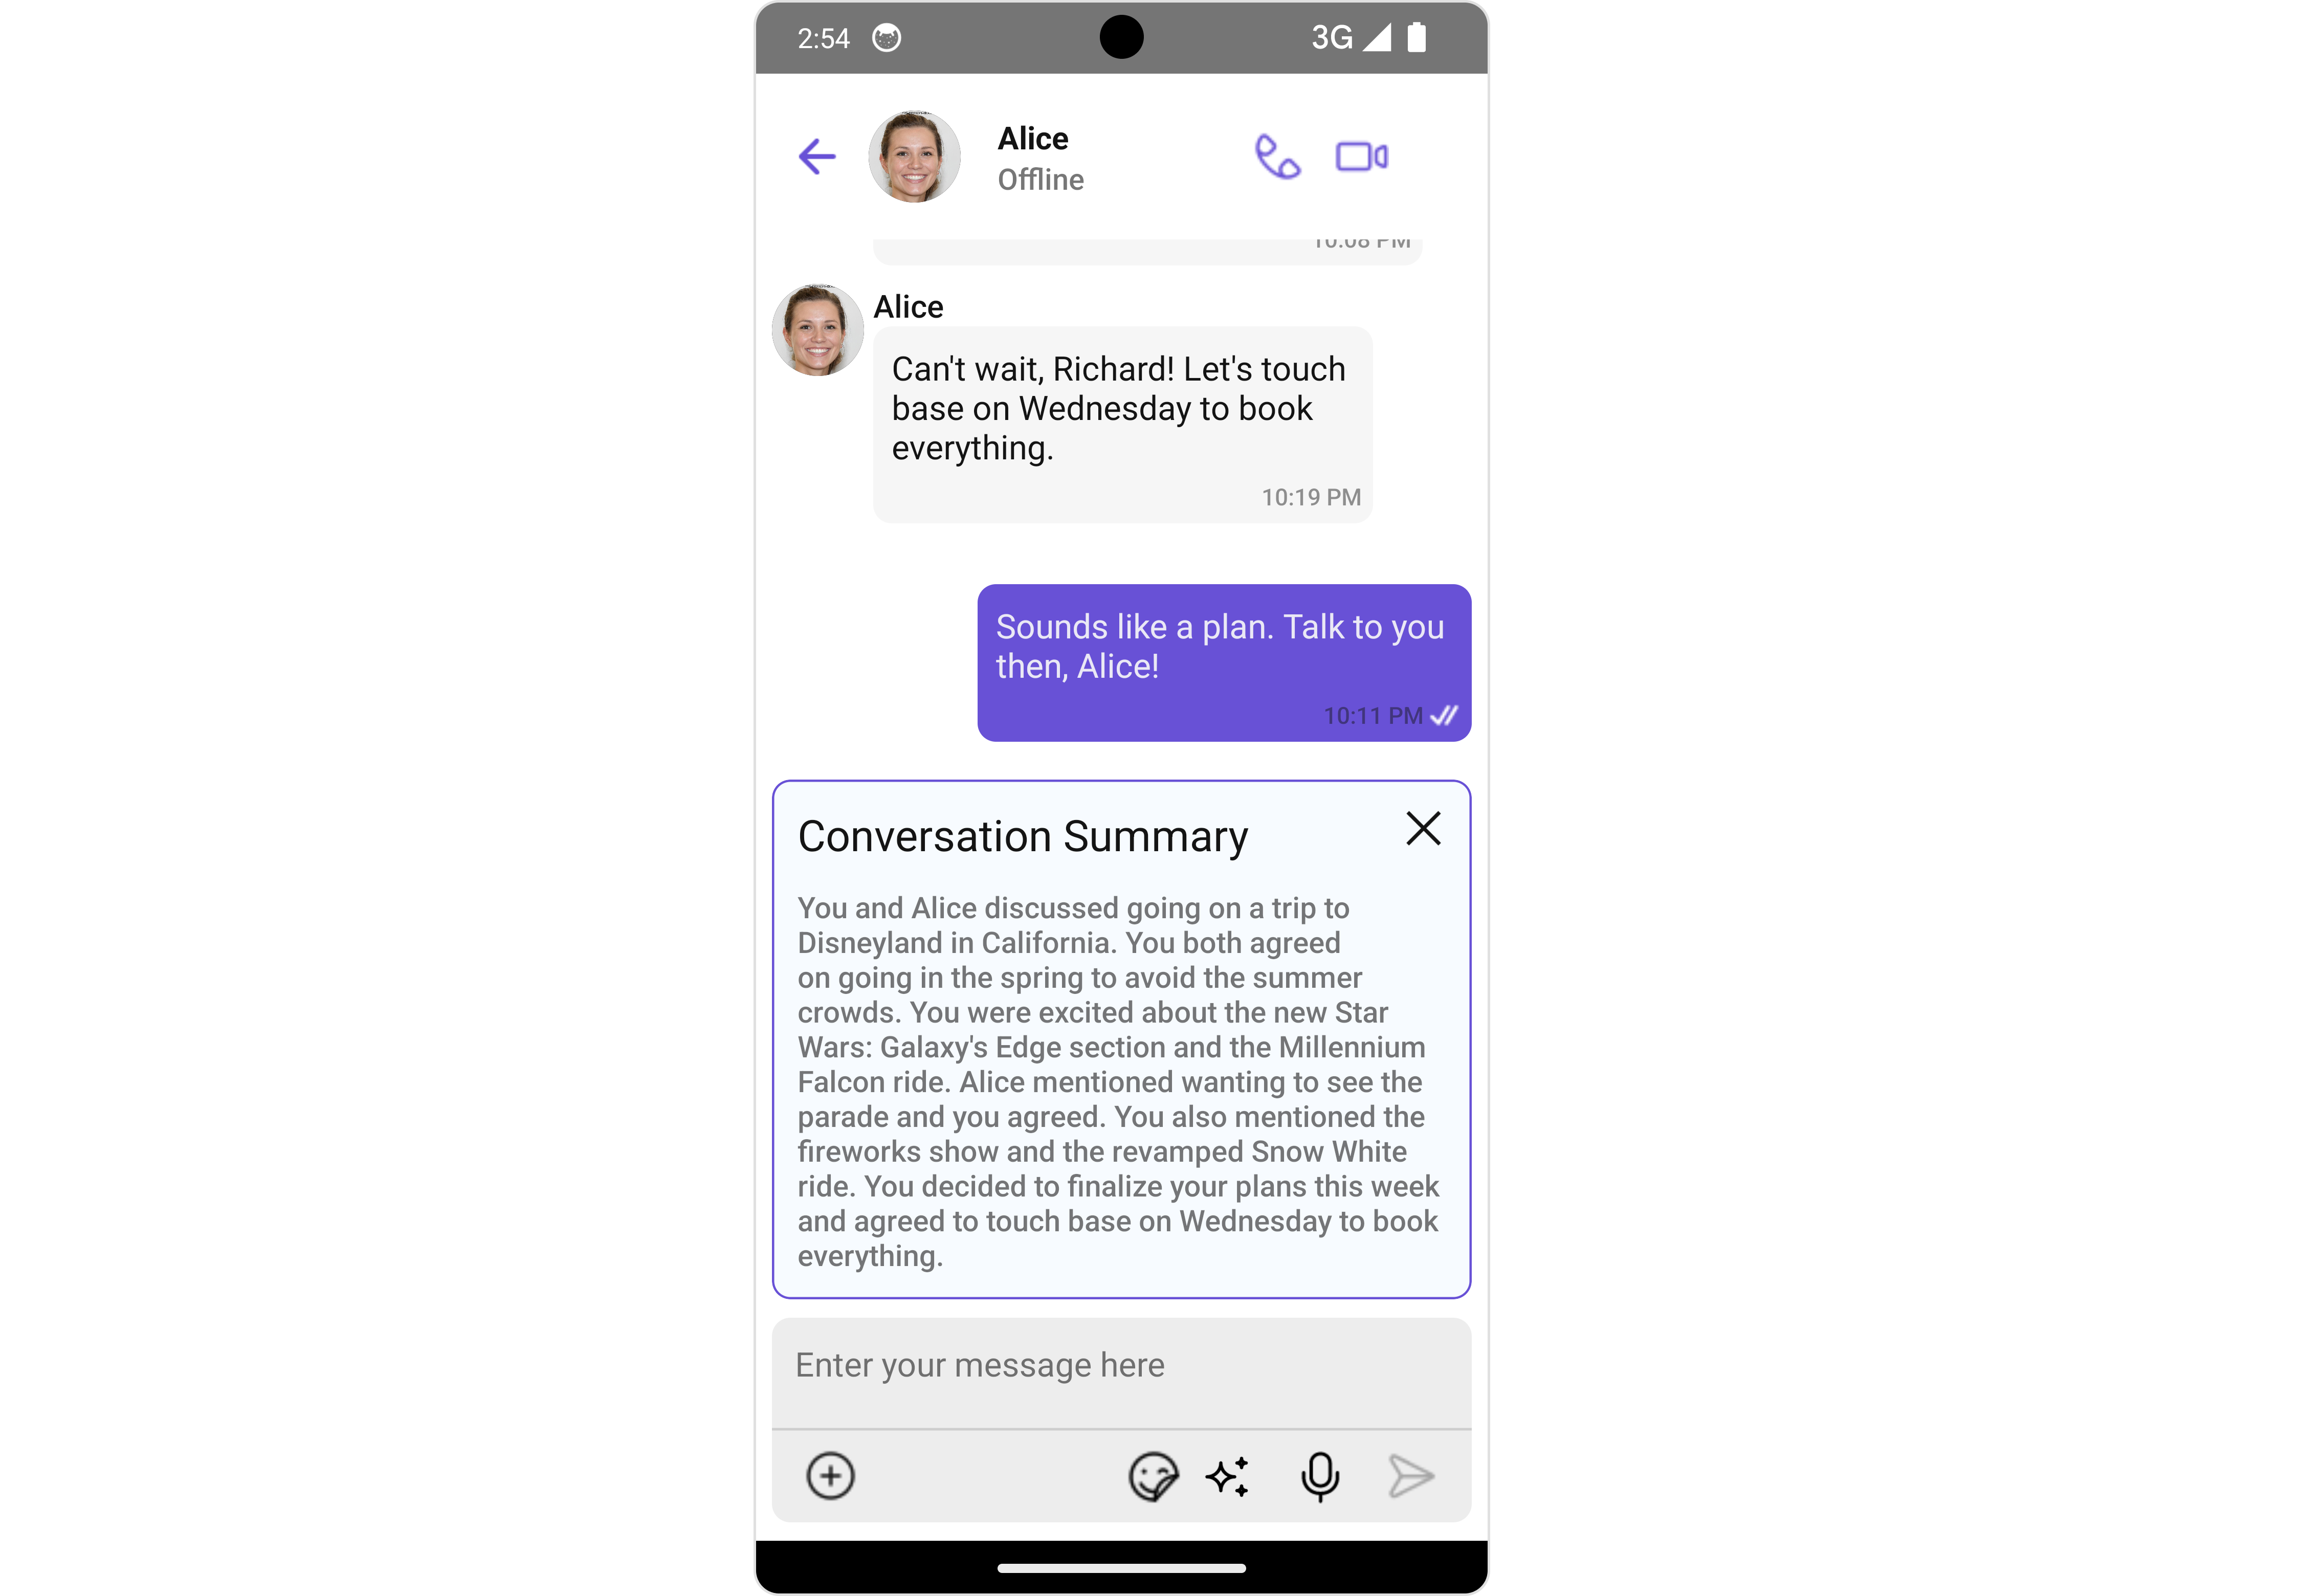 2:54
3G
Alice
Offline
10:08 PM
Alice
Can't wait, Richard! Let's touch
base on Wednesday to book
everything.
10:19 PM
Sounds like a plan. Talk to you
then, Alice!
10:11 PM
Conversation Summary
You and Alice discussed going on a trip to
Disneyland in California. You both agreed
on going in the spring to avoid the summer
crowds. You were excited about the new Star
Wars: Galaxy's Edge section and the Millennium
Falcon ride. Alice mentioned wanting to see the
parade and you agreed. You also mentioned the
fireworks show and the revamped Snow White
ride. You decided to finalize your plans this week
and agreed to touch base on Wednesday to book
everything.
Enter your message here